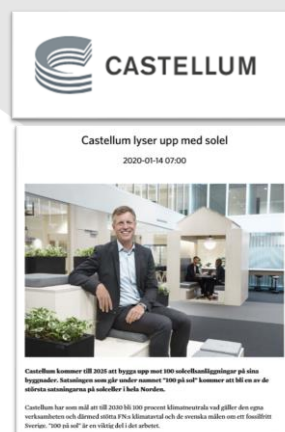 CASTELLUM
Castellum lyser upp med solel
2020-01-14 07:00
Castellum kommer till 2025 att bygga upp mot 100 solcellsanläggningar på sina
byggnader. Satsningen som går under namnet "100 på sol" kommer att bli en av de
största satsningarna på solceller i hela Norden.
Castellum har som mål att till 2030 bli 100 procent klimatneutrala vad gäller den egna
verksamheten och därmed stötta FN:s klimatavtal och de svenska målen om ett fossilfritt
Sverige. "100 på sol" är en viktig del i det arbetet.